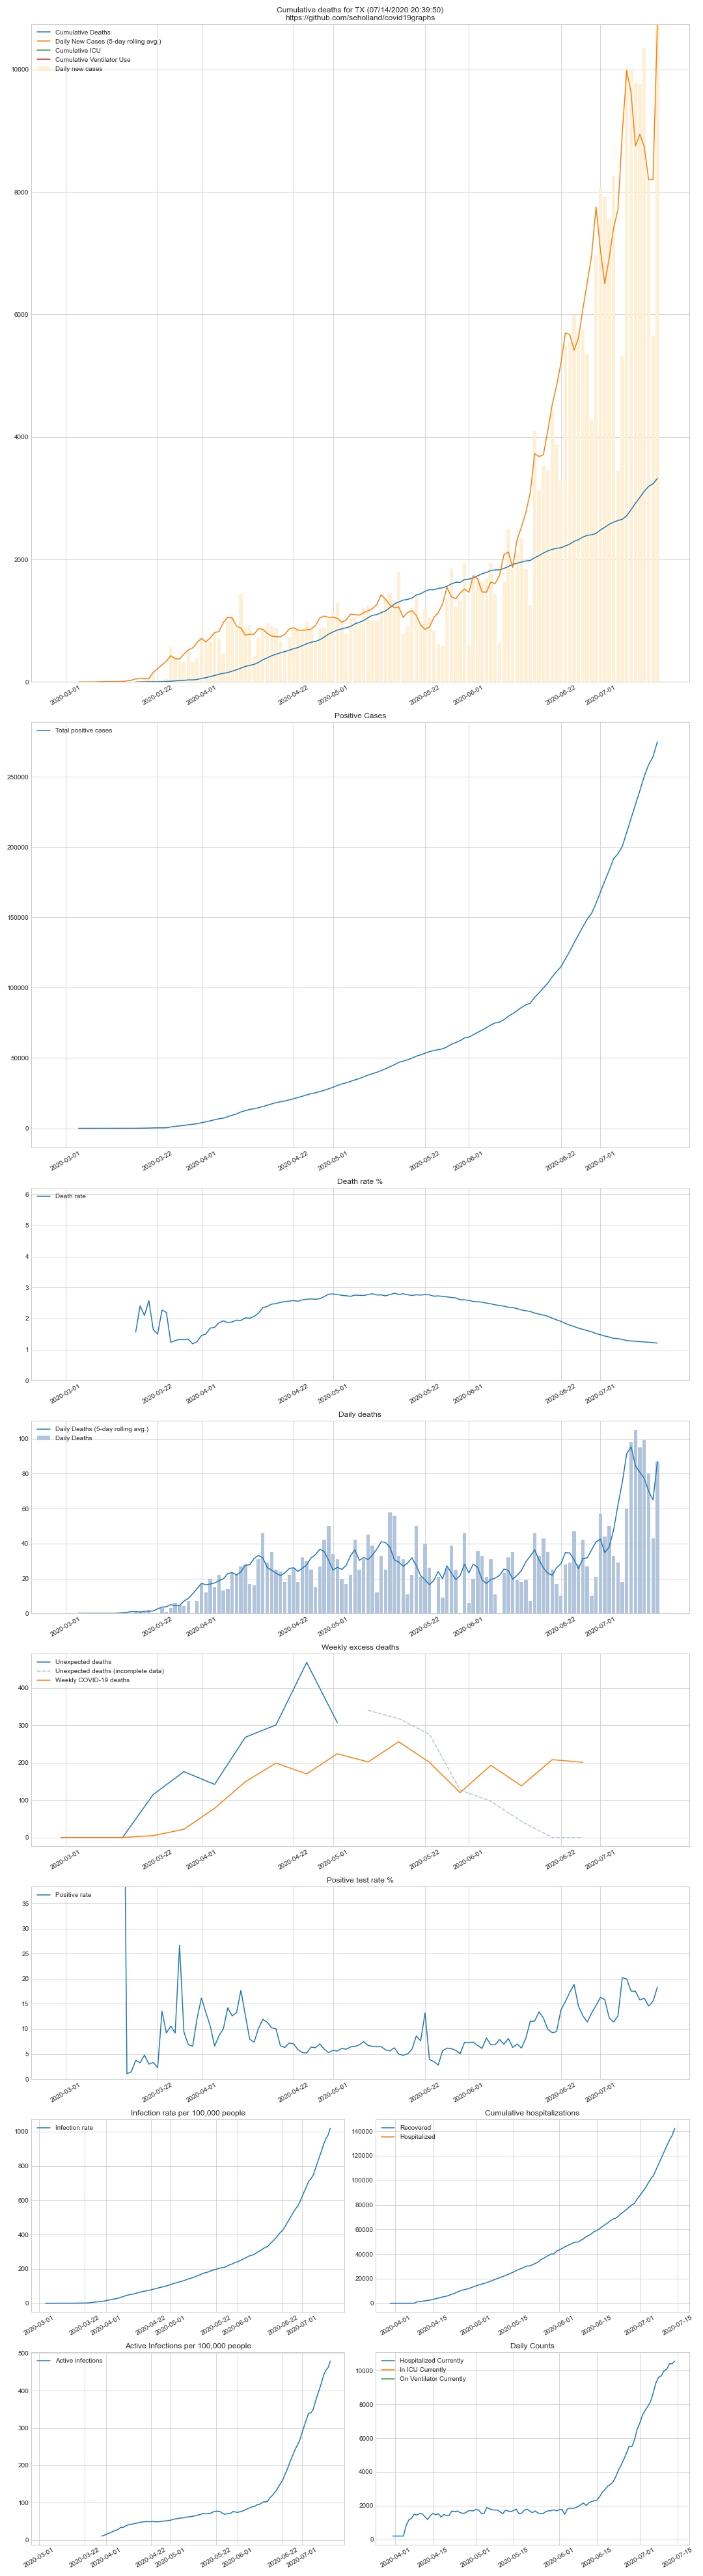 Cumulative deaths for TX (07/14/2020 20:39:50)
https://github.com/seholland/covid19graphs
Cumulative Deaths
Daily New Cases (5-day rolling avg.)
Cumulative ICU
Cumulative Ventilator Use
Daily new cases
10000
8000
6000
4000
2000
0
2020-03-01 2020-03-22 2020-04-01 2020-04-22 2020-05-01 2020-05-22 2020-06-01 2020-06-22 2020-07-01
Positive Cases
Total positive cases
250000
200000
150000
100000
50000
0
2020-03-01 2020-03-22 2020-04-01 2020-04-22 2020-05-01 2020-05-22 2020-06-01 2020-06-22 2020-07-01
Death rate %
Death rate
6
5
4
3
2
1
0
2020-03-01 2020-03-22 2020-04-01 2020-04-22 2020-05-01 2020-05-22 2020-06-01 2020-06-22 2020-07-01
Daily deaths
Daily Deaths (5-day rolling avg.)
Daily Deaths
100
80
60
40
20
0
2020-03-01 2020-03-22 2020-04-01 2020-04-22 2020-05-01 2020-05-22 2020-06-01 2020-06-22 2020-07-01
Weekly excess deaths
Unexpected deaths
Unexpected deaths (incomplete data)
Weekly COVID-19 deaths
400
300
200
100
0
2020-03-01 2020-03-22 2020-04-01 2020-04-22 2020-05-01 2020-05-22 2020-06-01 2020-06-22 2020-07-01
Positive test rate %
Positive rate
35
30
25
20
15
10
5
0
2020-03-01 2020-03-22 2020-04-01 2020-04-22 2020-05-01 2020-05-22 2020-06-01 2020-06-22 2020-07-01
Infection rate per 100,000 people
Infection rate
1000
800
600
400
200
0
2020-03-01 2020-03-22 2020-04-01 2020-04-22 2020-05-01 2020-05-22 2020-06-01 2020-06-22 2020-07-01
Cumulative hospitalizations
Recovered
Hospitalized
140000
120000
100000
80000
60000
40000
20000
0
2020-04-01 2020-04-15 2020-05-01 2020-05-15 2020-06-01 2020-06-15 2020-07-01 2020-07-15
Active Infections per 100,000 people
Active infections
500
400
300
200
100
0
2020-03-01 2020-03-22 2020-04-01 2020-04-22 2020-05-01 2020-05-22 2020-06-01 2020-06-22 2020-07-01
Daily Counts
Hospitalized Currently
In ICU Currently
On Ventilator Currently
10000
8000
6000
4000
2000
0
2020-04-01 2020-04-15 2020-05-01 2020-05-15 2020-06-01 2020-06-15 2020-07-01 2020-07-15